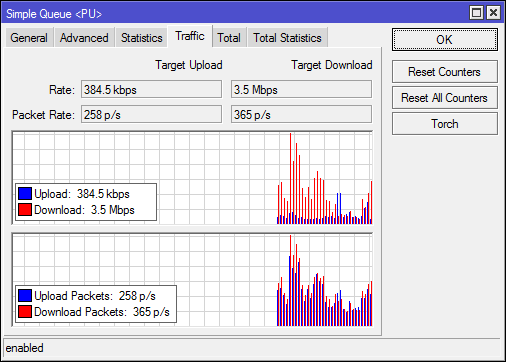 Simple Queue <PU>
General Advanced Statistics Traffic Total Total Statistics
Target Upload Target Download
Rate: 384.5 kbps 3.5 Mbps
Packet Rate: 258 p/s 365 p/s
Upload: 384.5 kbps
Download: 3.5 Mbps
Upload Packets: 258 p/s
Download Packets: 365 p/s
OK
Reset Counters
Reset All Counters
Torch
enabled